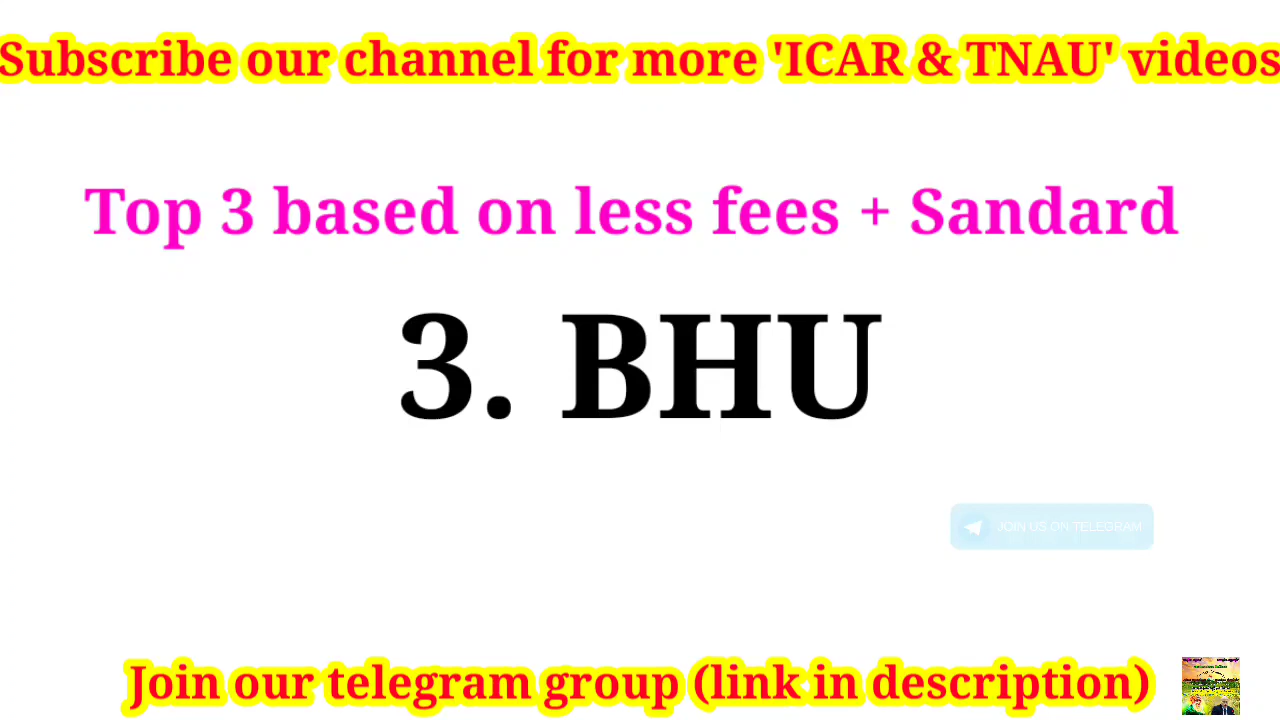 Subscribe our channel for more 'ICAR & TNAU' videos
Top 3 based on less fees + Sandard
3. BHU
JOIN US ON TELEGRAM
Join our telegram group (link in description)